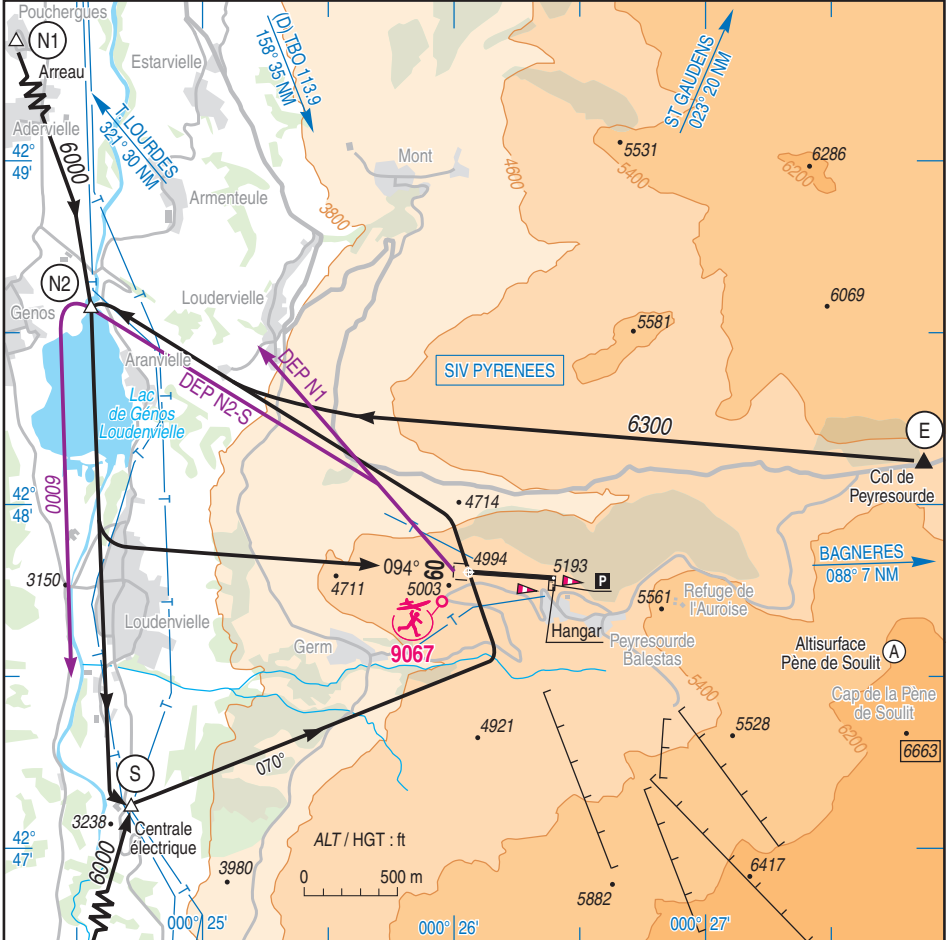 Pouchergues
N1
Arreau
Estarvielle
(D) TBO 113.9
158° 35 NM
ST GAUDENS
023° 20 NM
T. LOURDES
321° 30 NM
Adervielle
6000
42°
49'
Mont
4600
5531
5400
6286
6200
Armenteule
3800
N2
Genos
Loudervielle
6069
5581
Aranvielle
DEP N1
DEP N2-S
SIV PYRENEES
Lac
de Génos
Loudenvielle
6300
E
Col de
Peyresourde
6000
42°
48'
4714
BAGNERES
088° 7 NM
3150
094°
09
4994
5193
P
4711
5003
5561
Refuge de
l'Auroise
9067
Loudenvielle
Germ
Hangar
Peyresourde
Balestas
Altisurface
Pène de Soulit
A
5400
Cap de la Pène
de Soulit
6200
4921
5528
6663
070°
S
3238
Centrale
électrique
42°
47'
6000
ALT / HGT : ft
0 500 m
3980
6417
5882
000° 25'
000° 26'
000° 27'
T
T
T
T
T
T
T
T
T
T
T
T